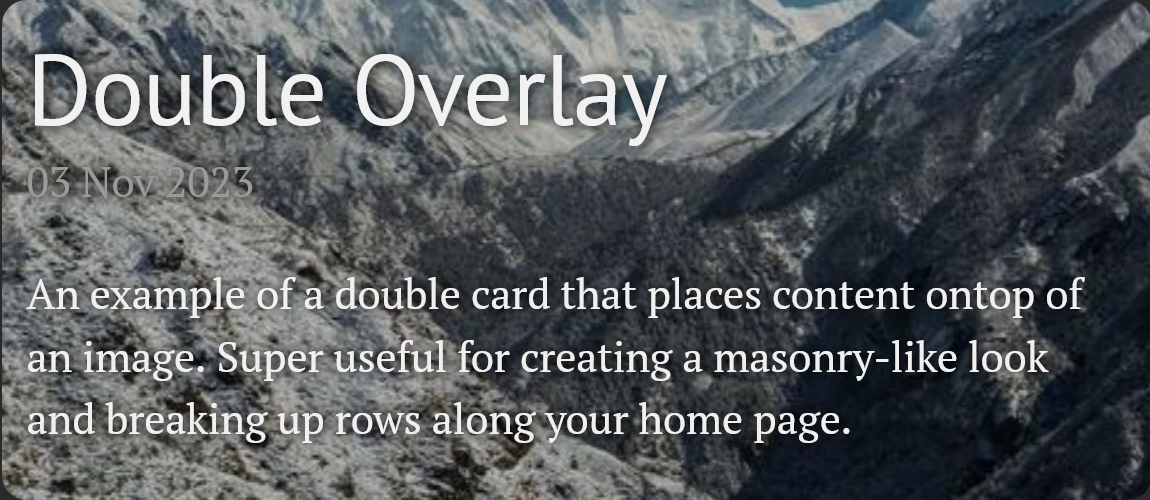 Double Overlay
03 Nov 2023
An example of a double card that places content ontop of
an image. Super useful for creating a masonry-like look
and breaking up rows along your home page.